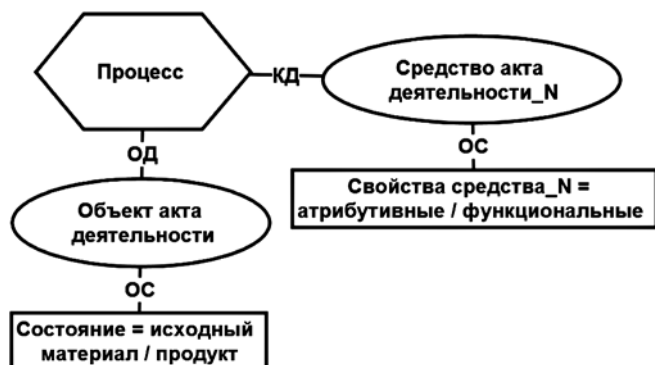 Процесс
КД
Средство акта
деятельности_N
ОД
ОС
Объект акта
деятельности
Свойства средства_N =
атрибутивные / функциональные
ОС
Состояние = исходный
материал / продукт